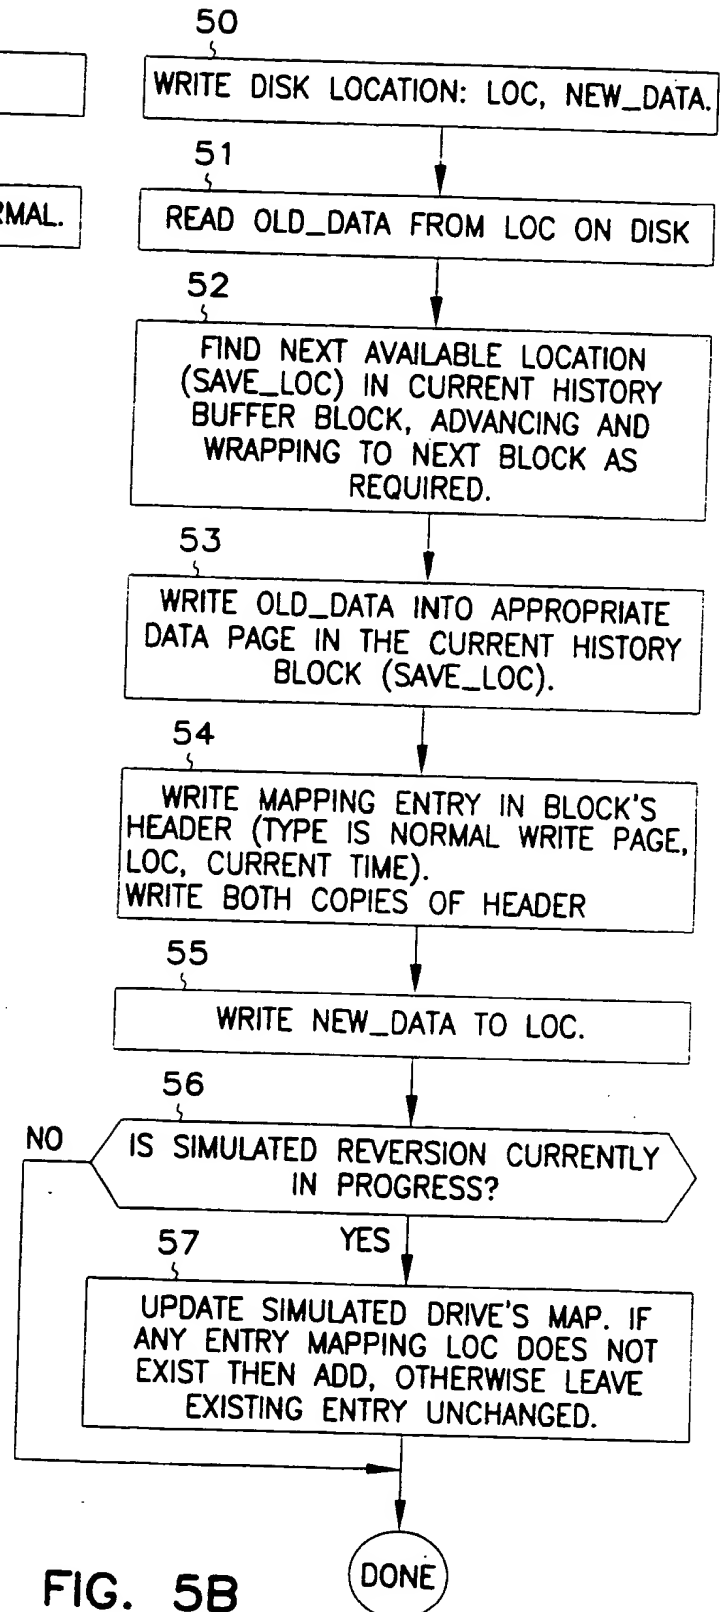 50
WRITE DISK LOCATION: LOC, NEW_DATA.
51
RMAL.
READ OLD_DATA FROM LOC ON DISK
52
FIND NEXT AVAILABLE LOCATION
(SAVE_LOC) IN CURRENT HISTORY
BUFFER BLOCK, ADVANCING AND
WRAPPING TO NEXT BLOCK AS
REQUIRED.
53
WRITE OLD_DATA INTO APPROPRIATE
DATA PAGE IN THE CURRENT HISTORY
BLOCK (SAVE_LOC).
54
WRITE MAPPING ENTRY IN BLOCK'S
HEADER (TYPE IS NORMAL WRITE PAGE,
LOC, CURRENT TIME).
WRITE BOTH COPIES OF HEADER
55
WRITE NEW_DATA TO LOC.
56
NO
IS SIMULATED REVERSION CURRENTLY
IN PROGRESS?
YES
57
UPDATE SIMULATED DRIVE'S MAP. IF
ANY ENTRY MAPPING LOC DOES NOT
EXIST THEN ADD, OTHERWISE LEAVE
EXISTING ENTRY UNCHANGED.
DONE
FIG. 5B